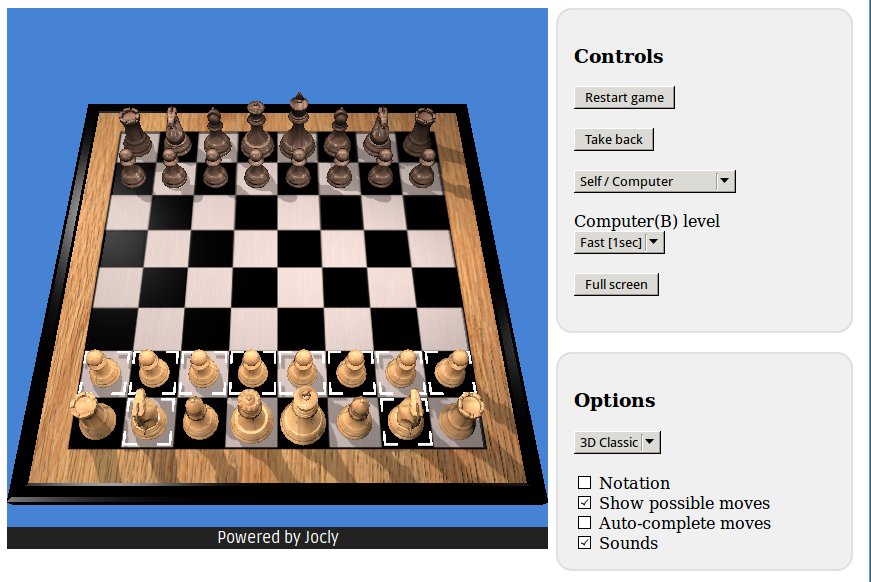 Controls
Restart game
Take back
Self / Computer
Computer(B) level
Fast [1sec]
Full screen
Options
3D Classic
Notation
Show possible moves
Auto-complete moves
Sounds
Powered by Jocly